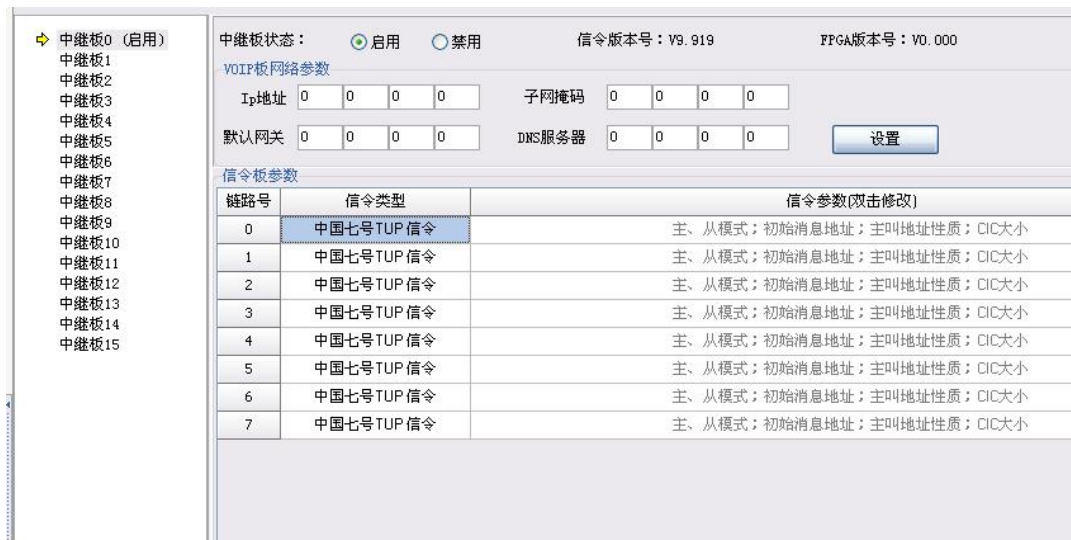 中继板0 (启用)
中继板1
中继板2
中继板3
中继板4
中继板5
中继板6
中继板7
中继板8
中继板9
中继板10
中继板11
中继板12
中继板13
中继板14
中继板15
中继板状态： 启用 禁用 信令版本号：V9.919 FPGA版本号：V0.000
VOIP板网络参数
Ip地址 0 0 0 0 子网掩码 0 0 0 0
默认网关 0 0 0 0 DNS服务器 0 0 0 0 设置
信令板参数
链路号 信令类型 信令参数(双击修改)
0 中国七号TUP信令 主、从模式；初始消息地址；主叫地址性质；CIC大小
1 中国七号TUP信令 主、从模式；初始消息地址；主叫地址性质；CIC大小
2 中国七号TUP信令 主、从模式；初始消息地址；主叫地址性质；CIC大小
3 中国七号TUP信令 主、从模式；初始消息地址；主叫地址性质；CIC大小
4 中国七号TUP信令 主、从模式；初始消息地址；主叫地址性质；CIC大小
5 中国七号TUP信令 主、从模式；初始消息地址；主叫地址性质；CIC大小
6 中国七号TUP信令 主、从模式；初始消息地址；主叫地址性质；CIC大小
7 中国七号TUP信令 主、从模式；初始消息地址；主叫地址性质；CIC大小